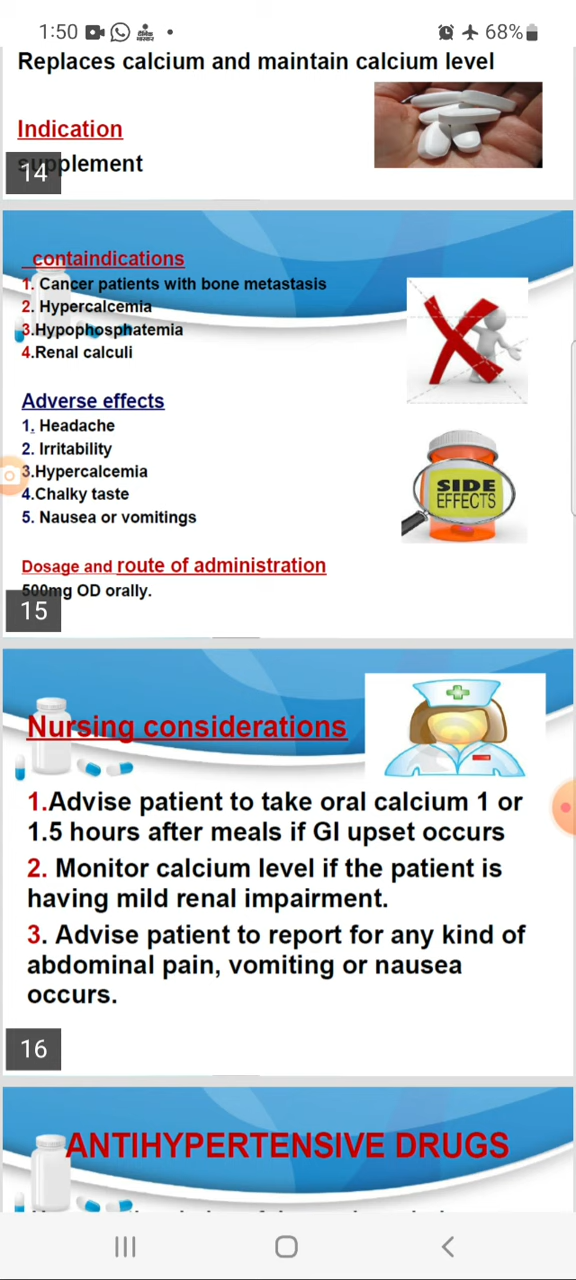 1:50
68%
Replaces calcium and maintain calcium level
Indication
supplement
14
containdications
1. Cancer patients with bone metastasis
2. Hypercalcemia
3.Hypophosphatemia
4.Renal calculi
Adverse effects
1. Headache
2. Irritability
3.Hypercalcemia
4.Chalky taste
5. Nausea or vomitings
SIDE
EFFECTS
Dosage and route of administration
500mg OD orally.
15
Nursing considerations
1.Advise patient to take oral calcium 1 or
1.5 hours after meals if GI upset occurs
2. Monitor calcium level if the patient is
having mild renal impairment.
3. Advise patient to report for any kind of
abdominal pain, vomiting or nausea
occurs.
16
ANTIHYPERTENSIVE DRUGS